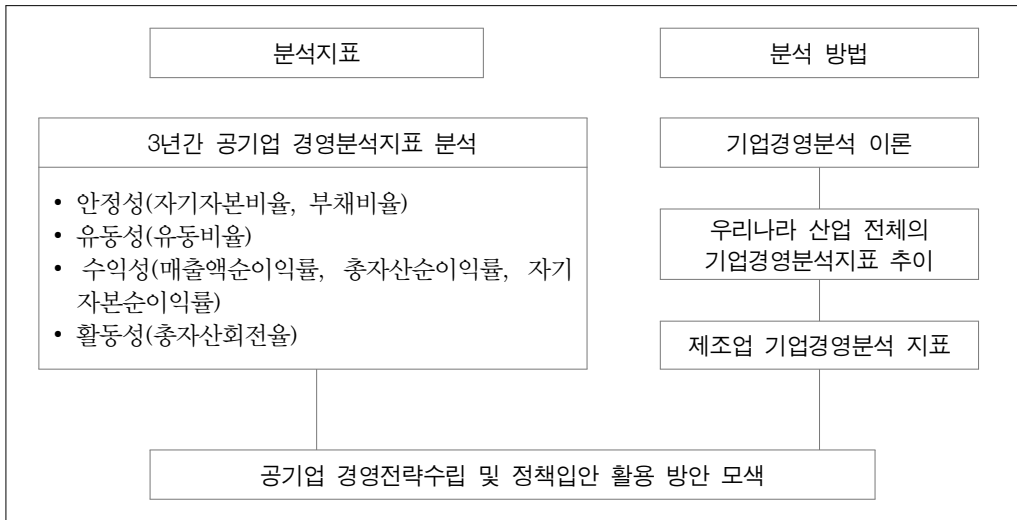 분석지표
분석 방법
3년간 공기업 경영분석지표 분석
• 안정성(자기자본비율, 부채비율)
• 유동성(유동비율)
• 수익성(매출액순이익률, 총자산순이익률, 자기
자본순이익률)
• 활동성(총자산회전율)
기업경영분석 이론
우리나라 산업 전체의
기업경영분석지표 추이
제조업 기업경영분석 지표
공기업 경영전략수립 및 정책입안 활용 방안 모색